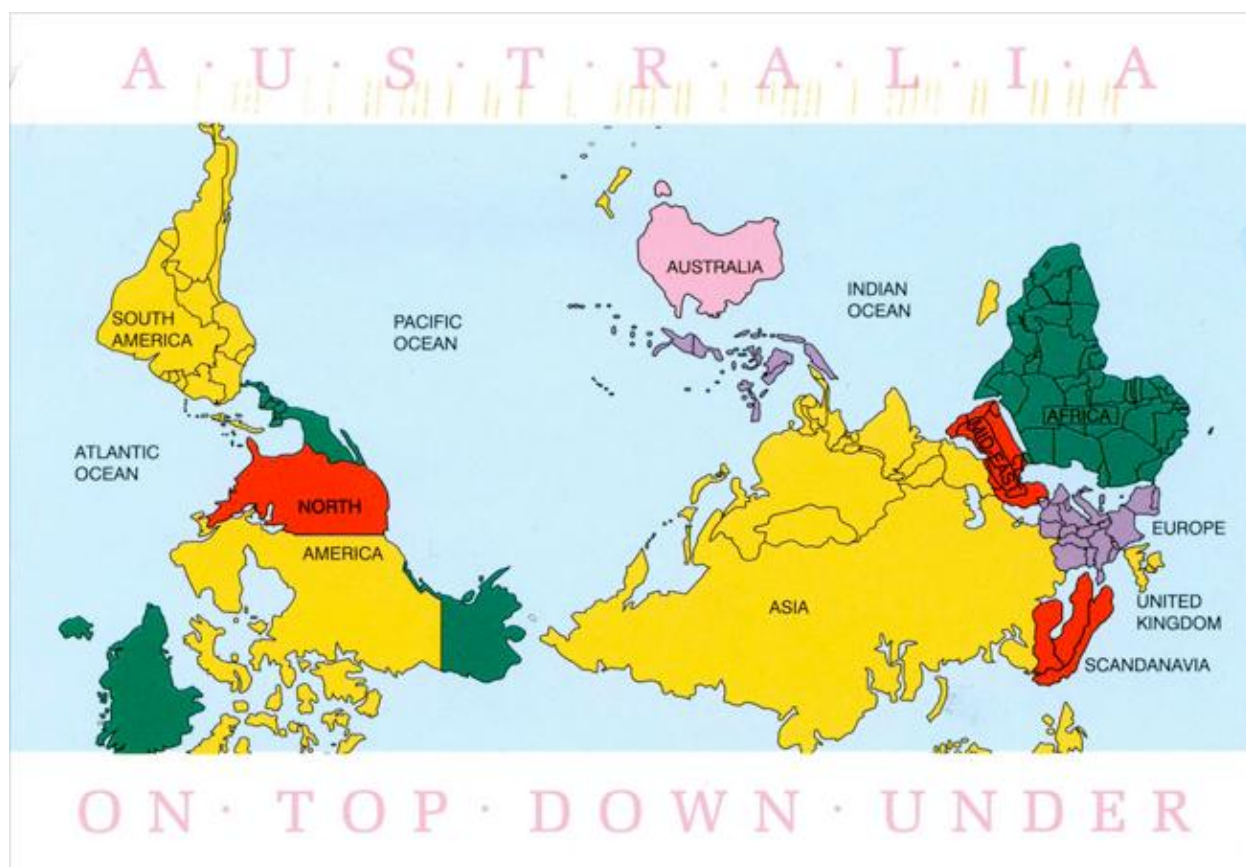 A·U·S·T·R·A·L·I·A
AUSTRALIA
INDIAN
OCEAN
SOUTH
AMERICA
PACIFIC
OCEAN
AFRICA
MID-EAST
ATLANTIC
OCEAN
NORTH
AMERICA
EUROPE
ASIA
UNITED
KINGDOM
SCANDANAVIA
ON·TOP·DOWN·UNDER